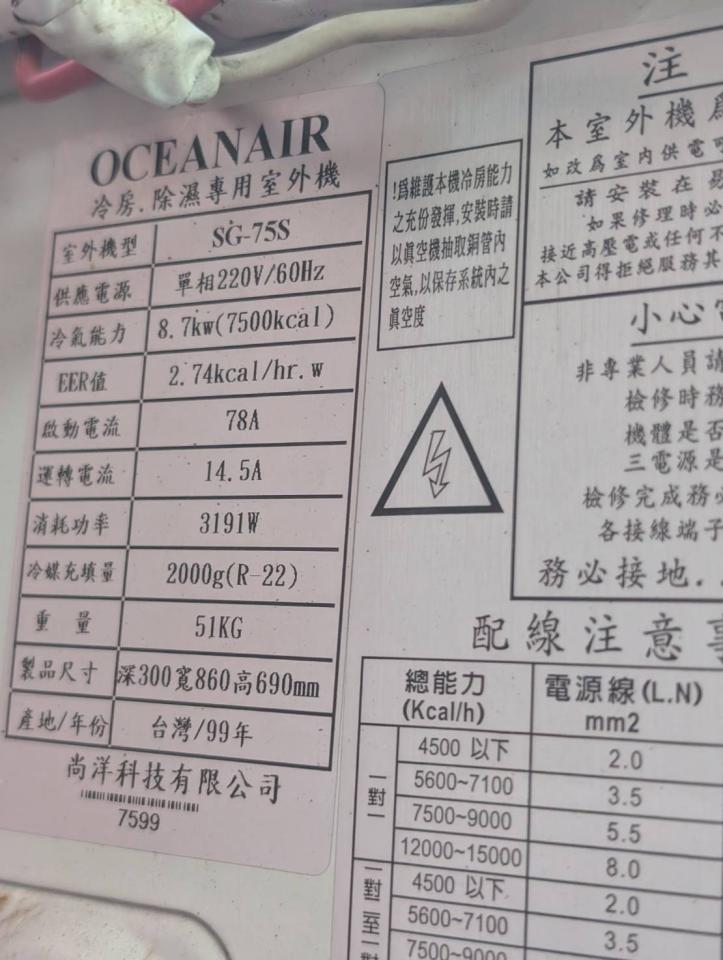 OCEANAIR
冷房.除濕專用室外機
室外機型 SG-75S
供應電源 單相220V/60Hz
冷氣能力 8.7kw(7500kcal)
EER值 2.74kcal/hr.w
啟動電流 78A
運轉電流 14.5A
消耗功率 3191W
冷媒充填量 2000g(R-22)
重量 51KG
製品尺寸 深300寬860高690mm
產地/年份 台灣/99年
尚洋科技有限公司
7599
!爲維護本機冷房能力
之充份發揮,安裝時請
以眞空機抽取銅管內
空氣,以保存系統內之
眞空度
注
本室外機爲
如改爲室內供電
請安裝在易
如果修理時必
接近高壓電或任何不
本公司得拒絕服務其
小心
非專業人員請
檢修時務
機體是否
三電源是
檢修完成務必
各接線端子
務必接地.
配線注意事
總能力
(Kcal/h)
電源線(L.N)
mm2
一對一
4500 以下 2.0
5600~7100 3.5
7500~9000 5.5
12000~15000 8.0
一對二至一對
4500 以下 2.0
5600~7100 3.5
7500~9000